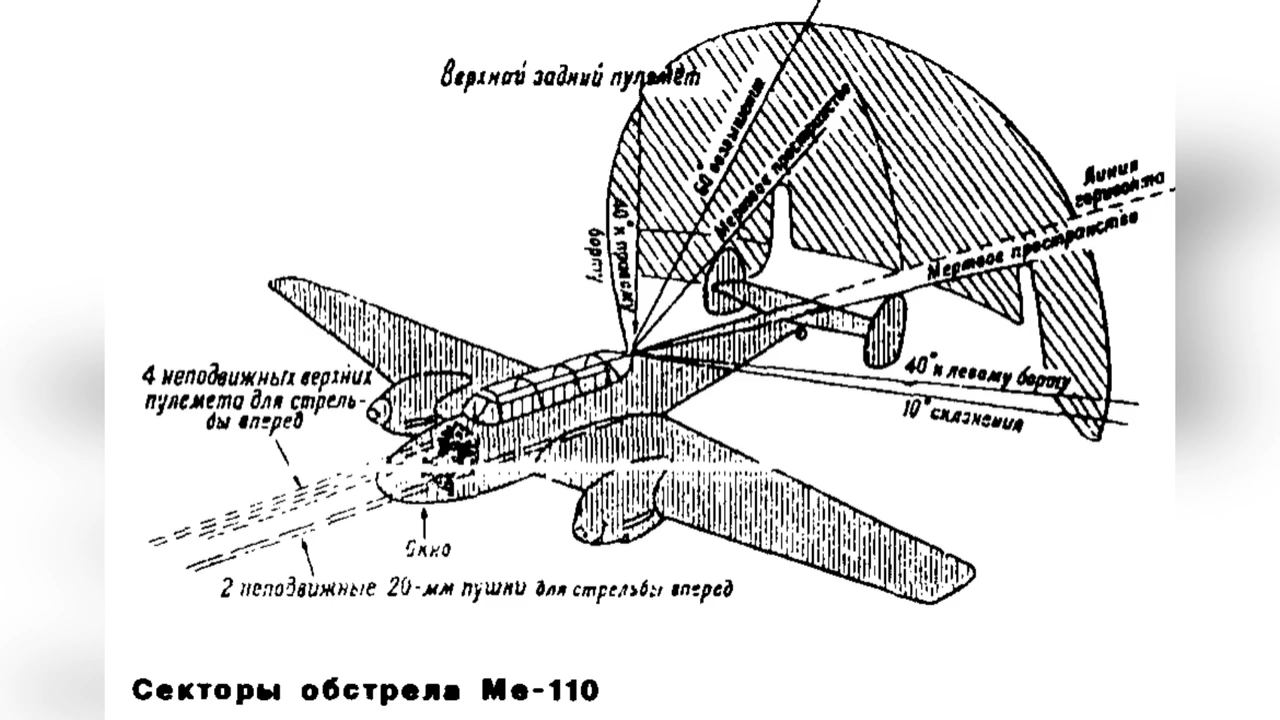 Верхной задний пулемёт
60° возвышения
Мертвое пространство
40° к правому
борту
Линия
горизонта
Мертвое пространство
40° к левому борту
10° склонения
4 неподвижных верхних
пулемета для стрель-
бы вперед
Окно
2 неподвижные 20-мм пушки для стрельбы вперед
Секторы обстрела Ме-110